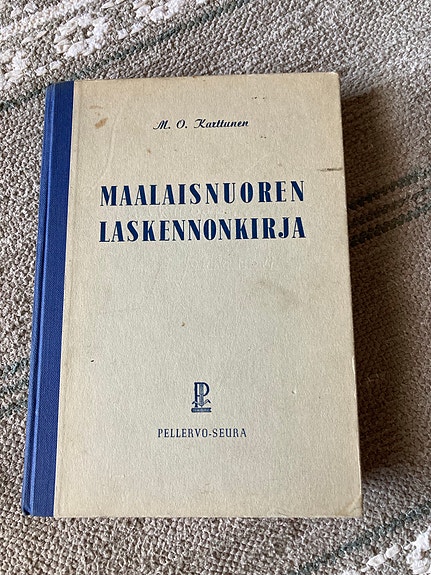 M. O. Karttunen
MAALAISNUOREN
LASKENNONKIRJA
PELLERVO-SEURA